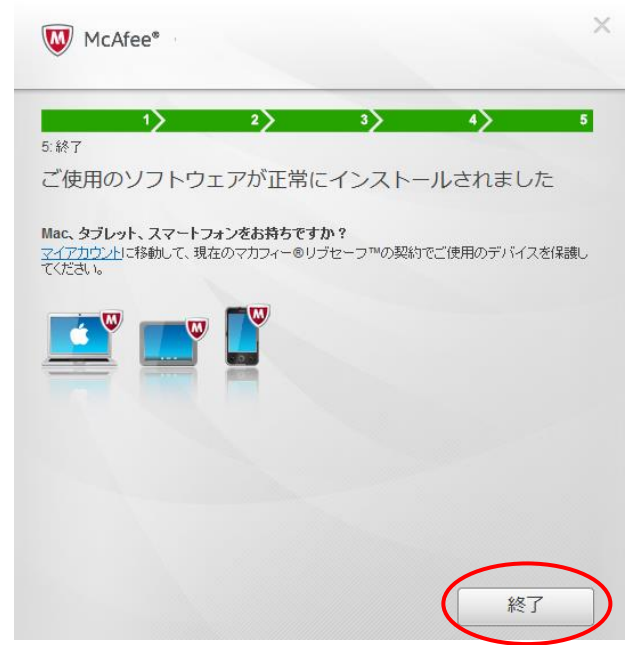 McAfee®
1 2 3 4 5
5: 終了
ご使用のソフトウェアが正常にインストールされました
Mac、タブレット、スマートフォンをお持ちですか？
マイアカウントに移動して、現在のマカフィー®リブセーフ™の契約でご使用のデバイスを保護し
てください。
終了